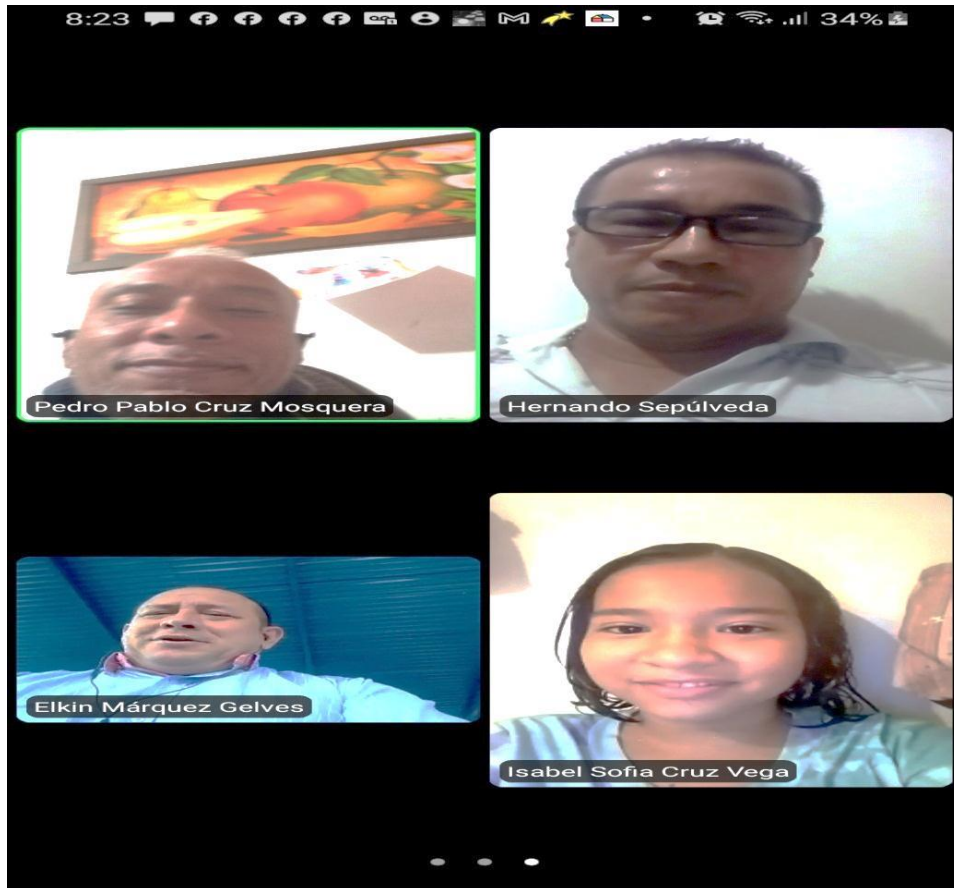 8:23 34%
Pedro Pablo Cruz Mosquera
Hernando Sepúlveda
Elkin Márquez Gelves
Isabel Sofia Cruz Vega